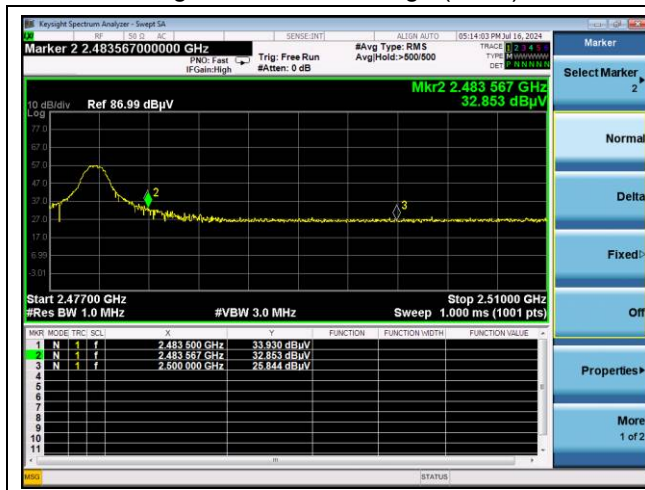 Keysight Spectrum Analyzer - Swept SA
RF 50 Ω AC SENSE:INT ALIGN AUTO 05:14:03 PM Jul 16, 2024
Marker 2 2.483567000000 GHz
PNO: Fast
IFGain:High
Trig: Free Run
#Atten: 0 dB
#Avg Type: RMS
Avg|Hold:>500/500
TRACE 1 2 3 4 5 6
TYPE M WWWWW
DET P N N N N N
Mkr2 2.483 567 GHz
32.853 dBµV
10 dB/div Ref 86.99 dBµV
Log
77.0
67.0
57.0
47.0
37.0
27.0
17.0
6.99
-3.01
2
3
Start 2.47700 GHz Stop 2.51000 GHz
#Res BW 1.0 MHz #VBW 3.0 MHz Sweep 1.000 ms (1001 pts)
MKR MODE TRC SCL X Y FUNCTION FUNCTION WIDTH FUNCTION VALUE
1 N 1 f 2.483 500 GHz 33.930 dBµV
2 N 1 f 2.483 567 GHz 32.853 dBµV
3 N 1 f 2.500 000 GHz 25.844 dBµV
4
5
6
7
8
9
10
11
MSG STATUS
Marker
Select Marker
2
Normal
Delta
Fixed
Off
Properties
More
1 of 2